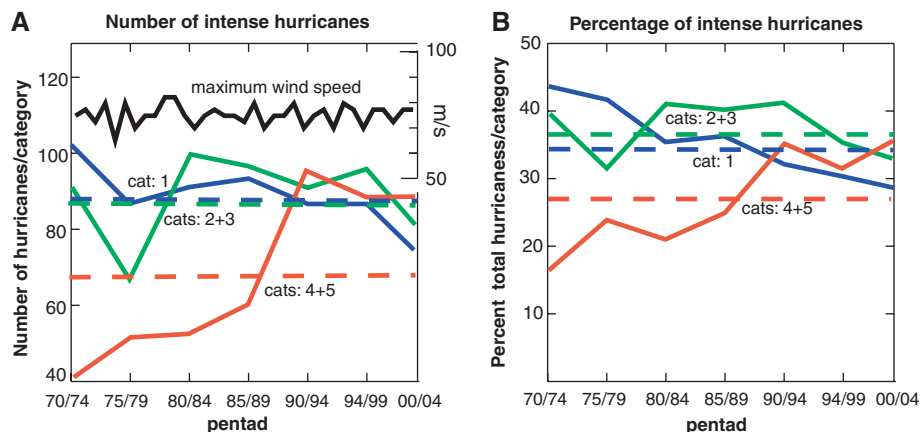 A
Number of intense hurricanes
Number of hurricanes/category
120
100
80
60
40
100
50
m/s
maximum wind speed
cat: 1
cats: 2+3
cats: 4+5
70/74 75/79 80/84 85/89 90/94 94/99 00/04
pentad
B
Percentage of intense hurricanes
Percent total hurricaness/category
50
40
30
20
10
cats: 2+3
cat: 1
cats: 4+5
70/74 75/79 80/84 85/89 90/94 94/99 00/04
pentad